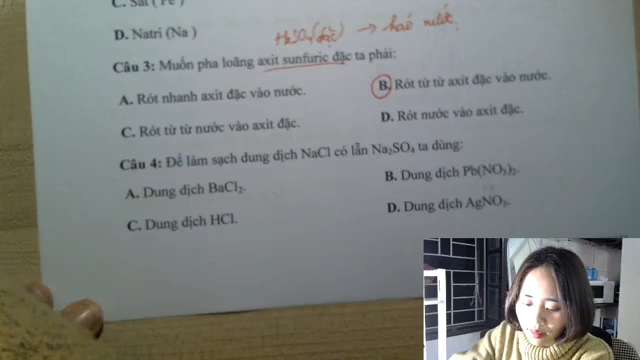 C. Sắt ( Fe )
D. Natri (Na )
H₂SO₄ (đặc) → háo nước.
Câu 3: Muốn pha loãng axit sunfuric đặc ta phải:
A. Rót nhanh axit đặc vào nước.
B. Rót từ từ axit đặc vào nước.
C. Rót từ từ nước vào axit đặc.
D. Rót nước vào axit đặc.
Câu 4: Để làm sạch dung dịch NaCl có lẫn Na₂SO₄ ta dùng:
A. Dung dịch BaCl₂.
B. Dung dịch Pb(NO₃)₂.
C. Dung dịch HCl.
D. Dung dịch AgNO₃.